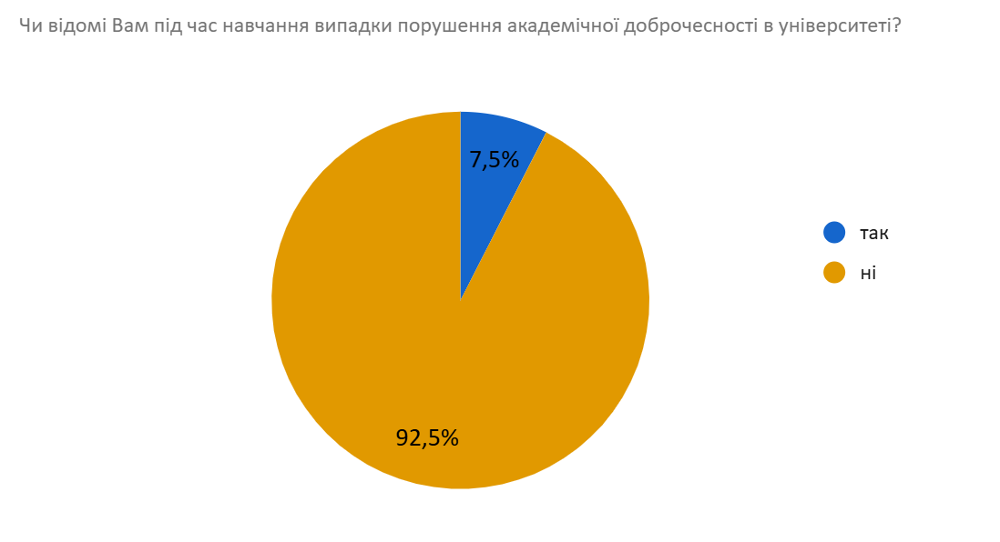 Чи відомі Вам під час навчання випадки порушення академічної доброчесності в університеті?
7,5%
так
ні
92,5%